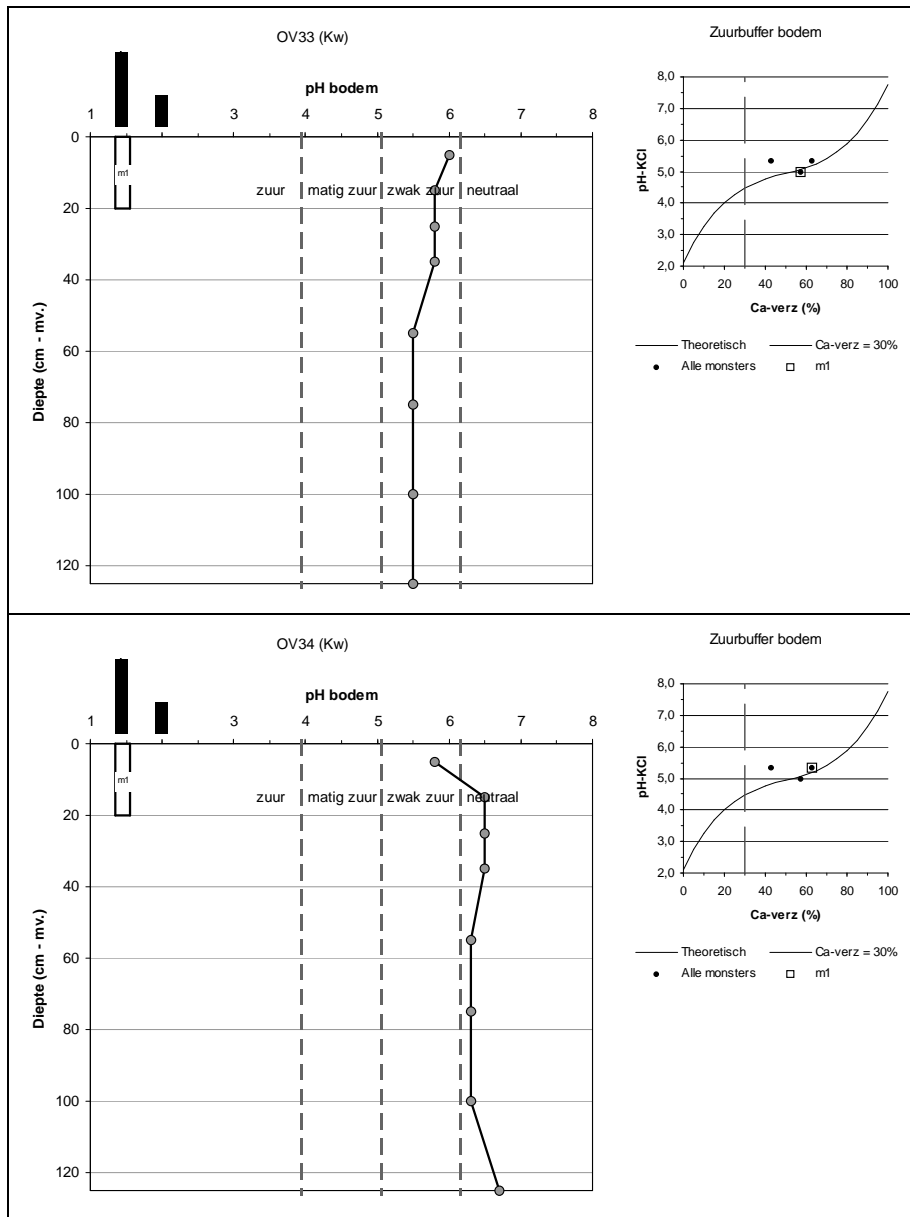 OV33 (Kw)
pH bodem
1 2 3 4 5 6 7 8
0
20
40
60
80
100
120
Diepte (cm - mv.)
m1
zuur matig zuur zwak zuur neutraal
Zuurbuffer bodem
8,0
7,0
6,0
5,0
4,0
3,0
2,0
pH-KCl
0 20 40 60 80 100
Ca-verz (%)
Theoretisch Ca-verz = 30%
Alle monsters m1
OV34 (Kw)
pH bodem
1 2 3 4 5 6 7 8
0
20
40
60
80
100
120
Diepte (cm - mv.)
m1
zuur matig zuur zwak zuur neutraal
Zuurbuffer bodem
8,0
7,0
6,0
5,0
4,0
3,0
2,0
pH-KCl
0 20 40 60 80 100
Ca-verz (%)
Theoretisch Ca-verz = 30%
Alle monsters m1